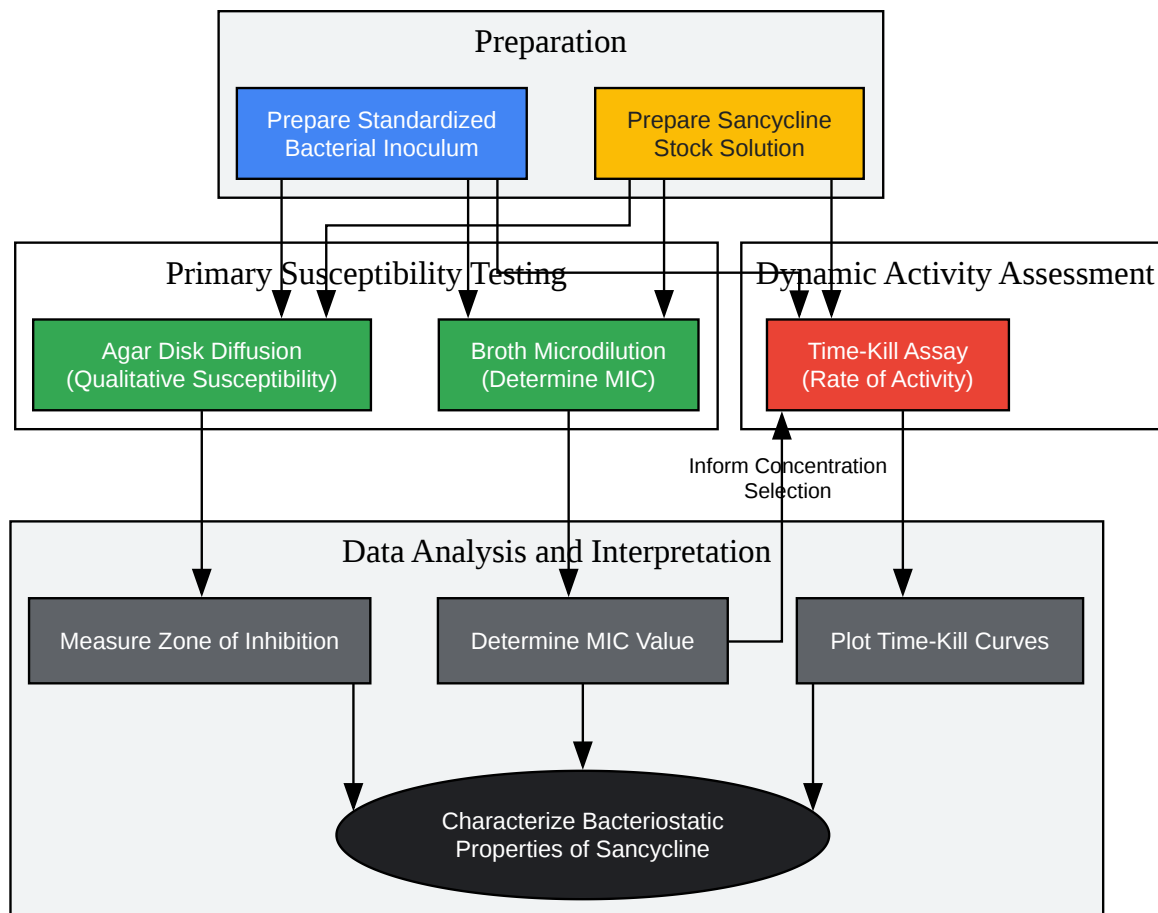 Preparation
Prepare Standardized
Bacterial Inoculum
Prepare Sancycline
Stock Solution
Primary Susceptibility Testing
Dynamic Activity Assessment
Agar Disk Diffusion
(Qualitative Susceptibility)
Broth Microdilution
(Determine MIC)
Time-Kill Assay
(Rate of Activity)
Inform Concentration
Selection
Data Analysis and Interpretation
Measure Zone of Inhibition
Determine MIC Value
Plot Time-Kill Curves
Characterize Bacteriostatic
Properties of Sancycline